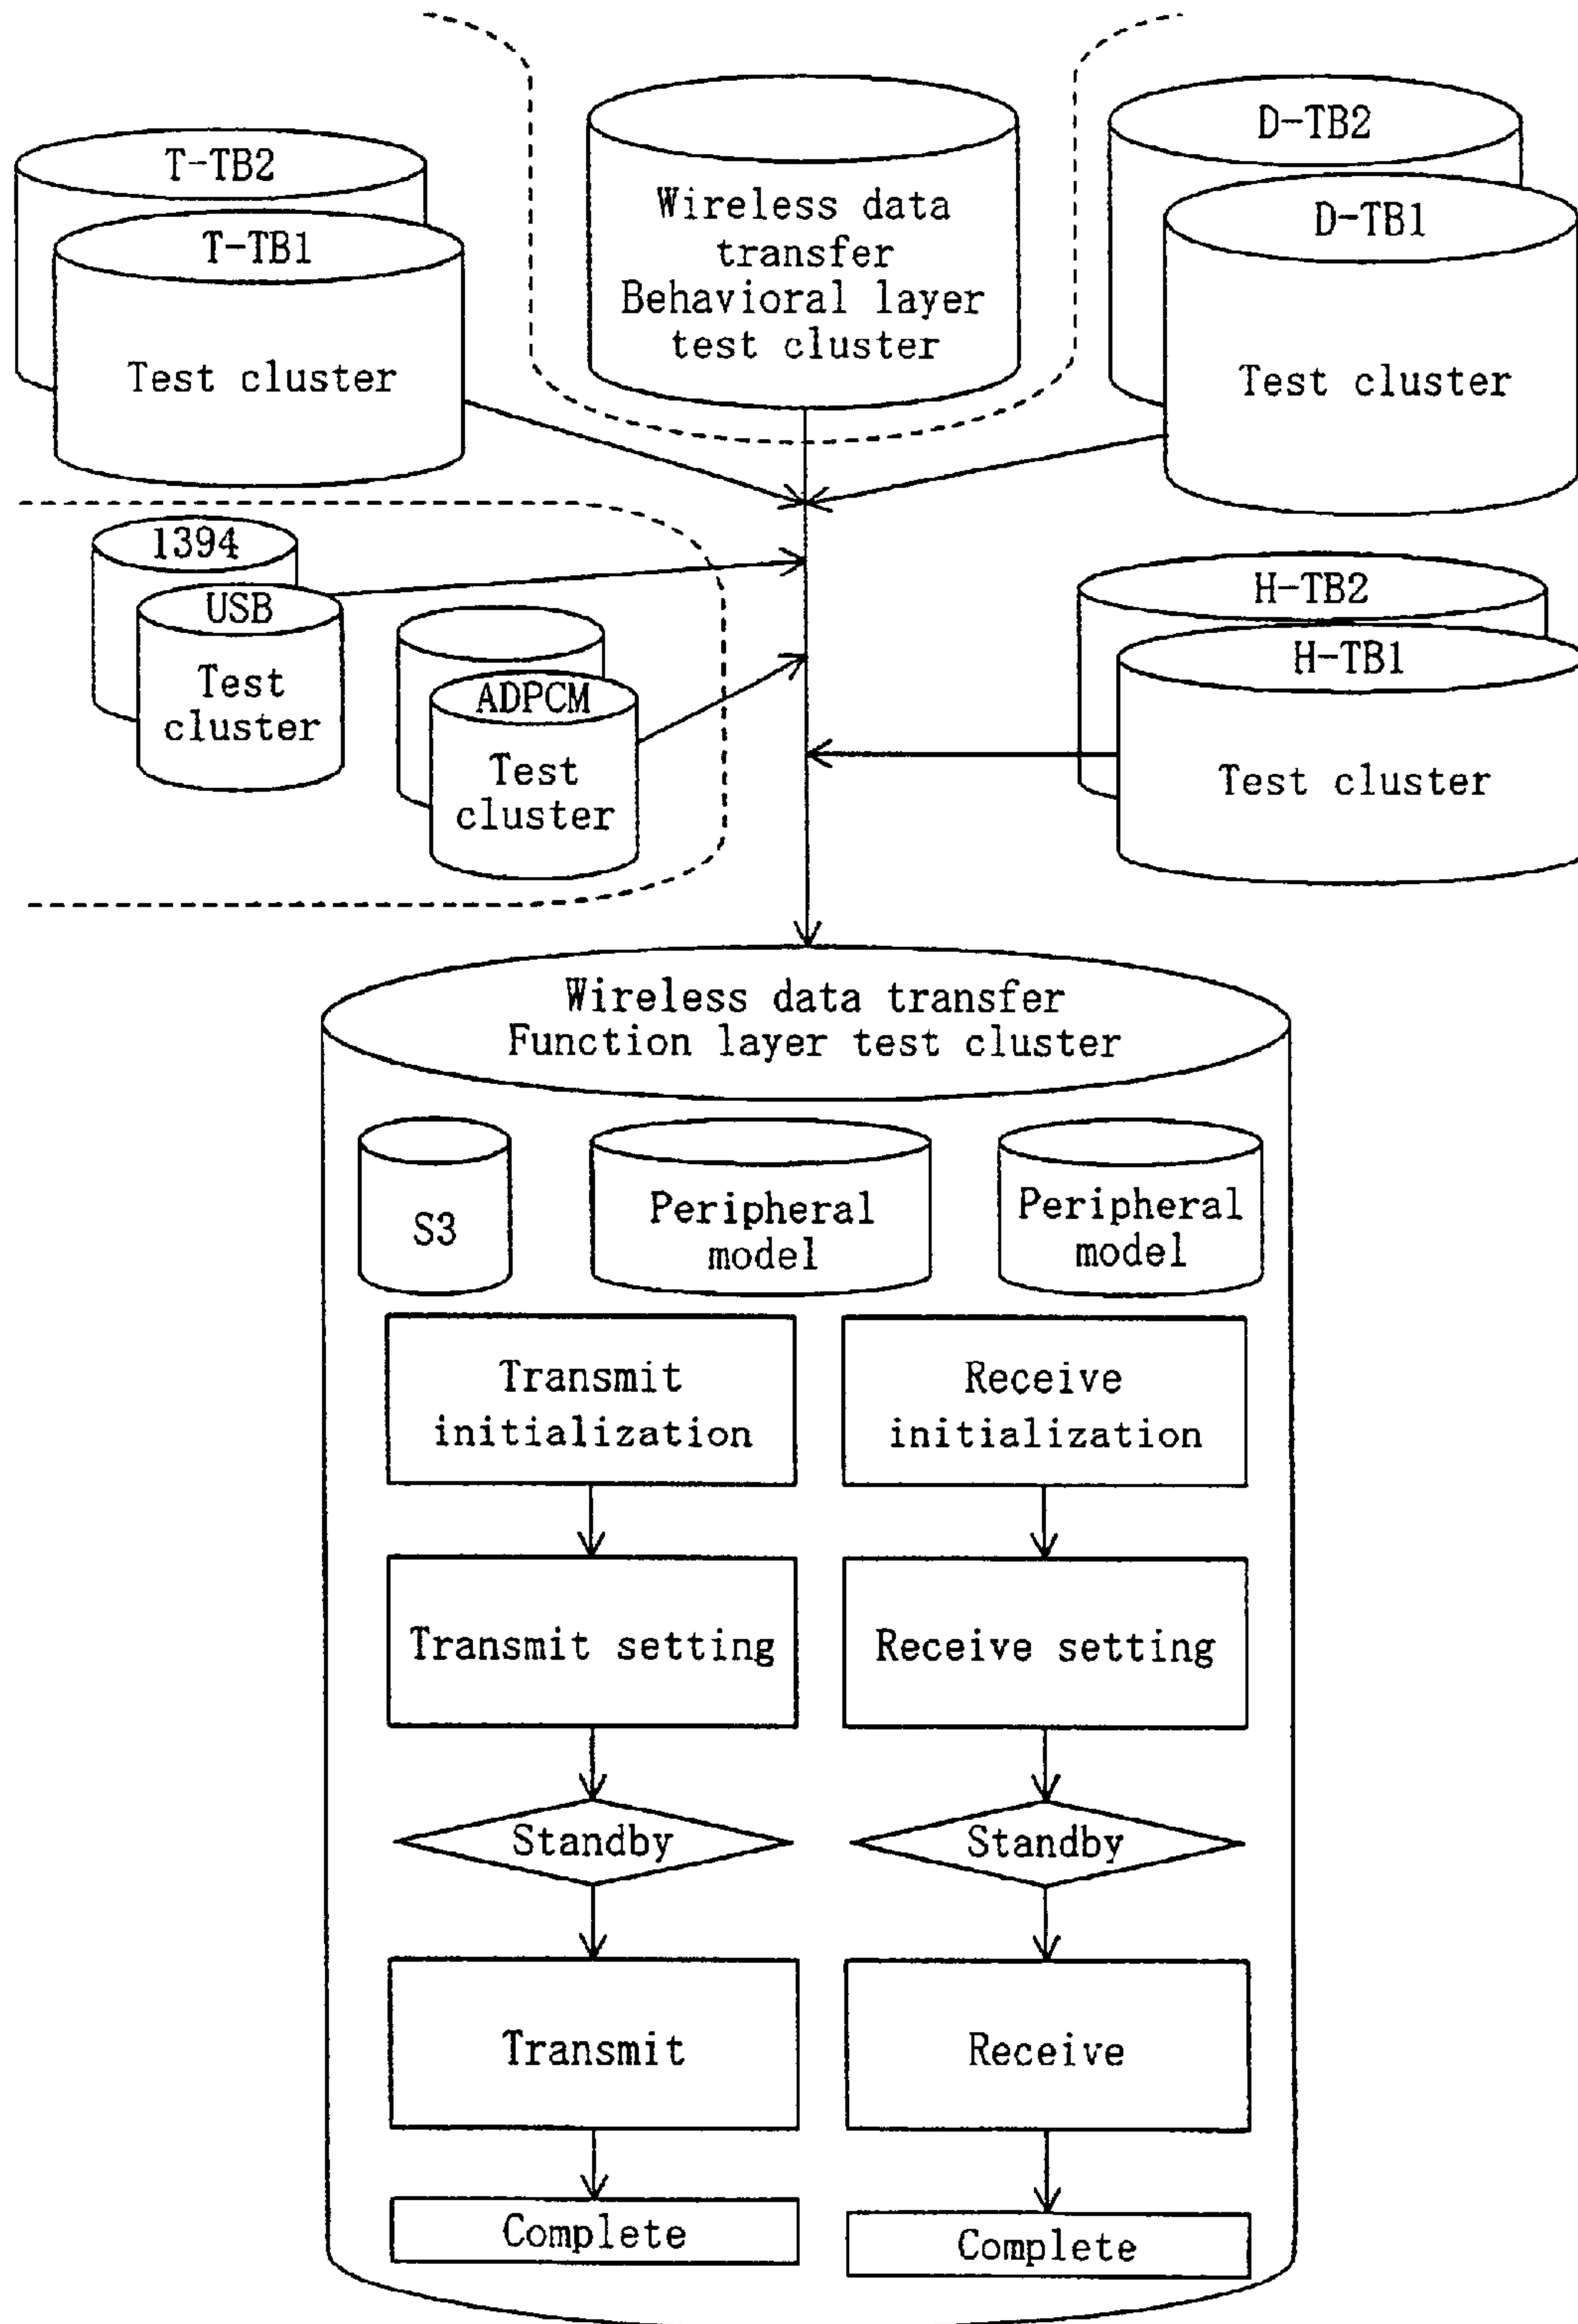 T-TB2
T-TB1
Test cluster
Wireless data
transfer
Behavioral layer
test cluster
D-TB2
D-TB1
Test cluster
1394
USB
Test
cluster
ADPCM
Test
cluster
H-TB2
H-TB1
Test cluster
Wireless data transfer
Function layer test cluster
S3
Peripheral
model
Peripheral
model
Transmit
initialization
Receive
initialization
Transmit setting
Receive setting
Standby
Standby
Transmit
Receive
Complete
Complete